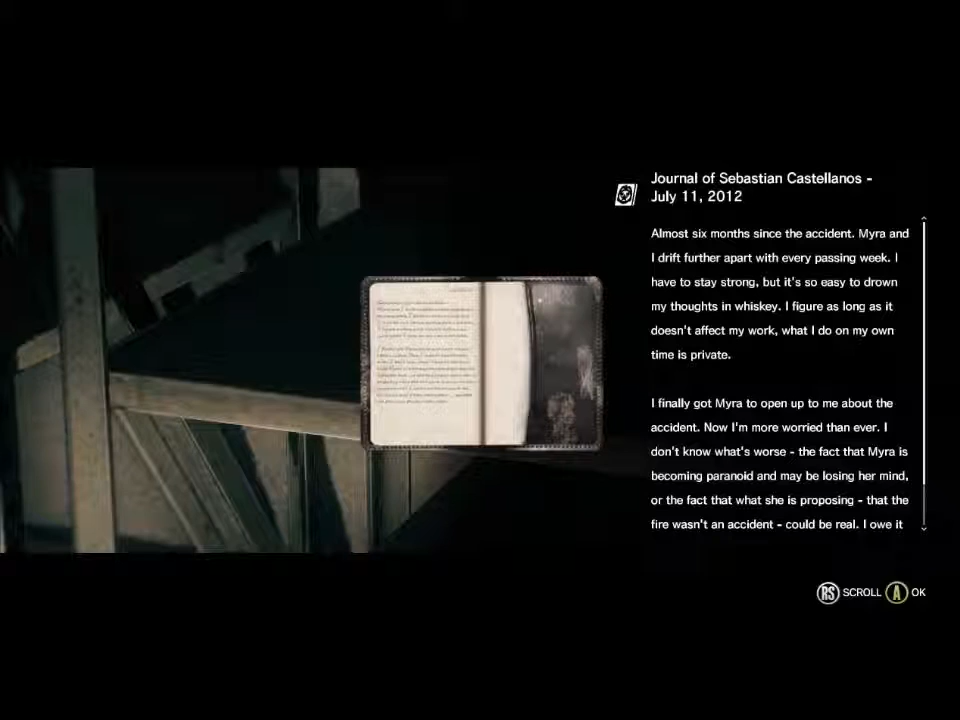 Journal of Sebastian Castellanos -
July 11, 2012
Almost six months since the accident. Myra and
I drift further apart with every passing week. I
have to stay strong, but it's so easy to drown
my thoughts in whiskey. I figure as long as it
doesn't affect my work, what I do on my own
time is private.
I finally got Myra to open up to me about the
accident. Now I'm more worried than ever. I
don't know what's worse - the fact that Myra is
becoming paranoid and may be losing her mind,
or the fact that what she is proposing - that the
fire wasn't an accident - could be real. I owe it
RS SCROLL A OK